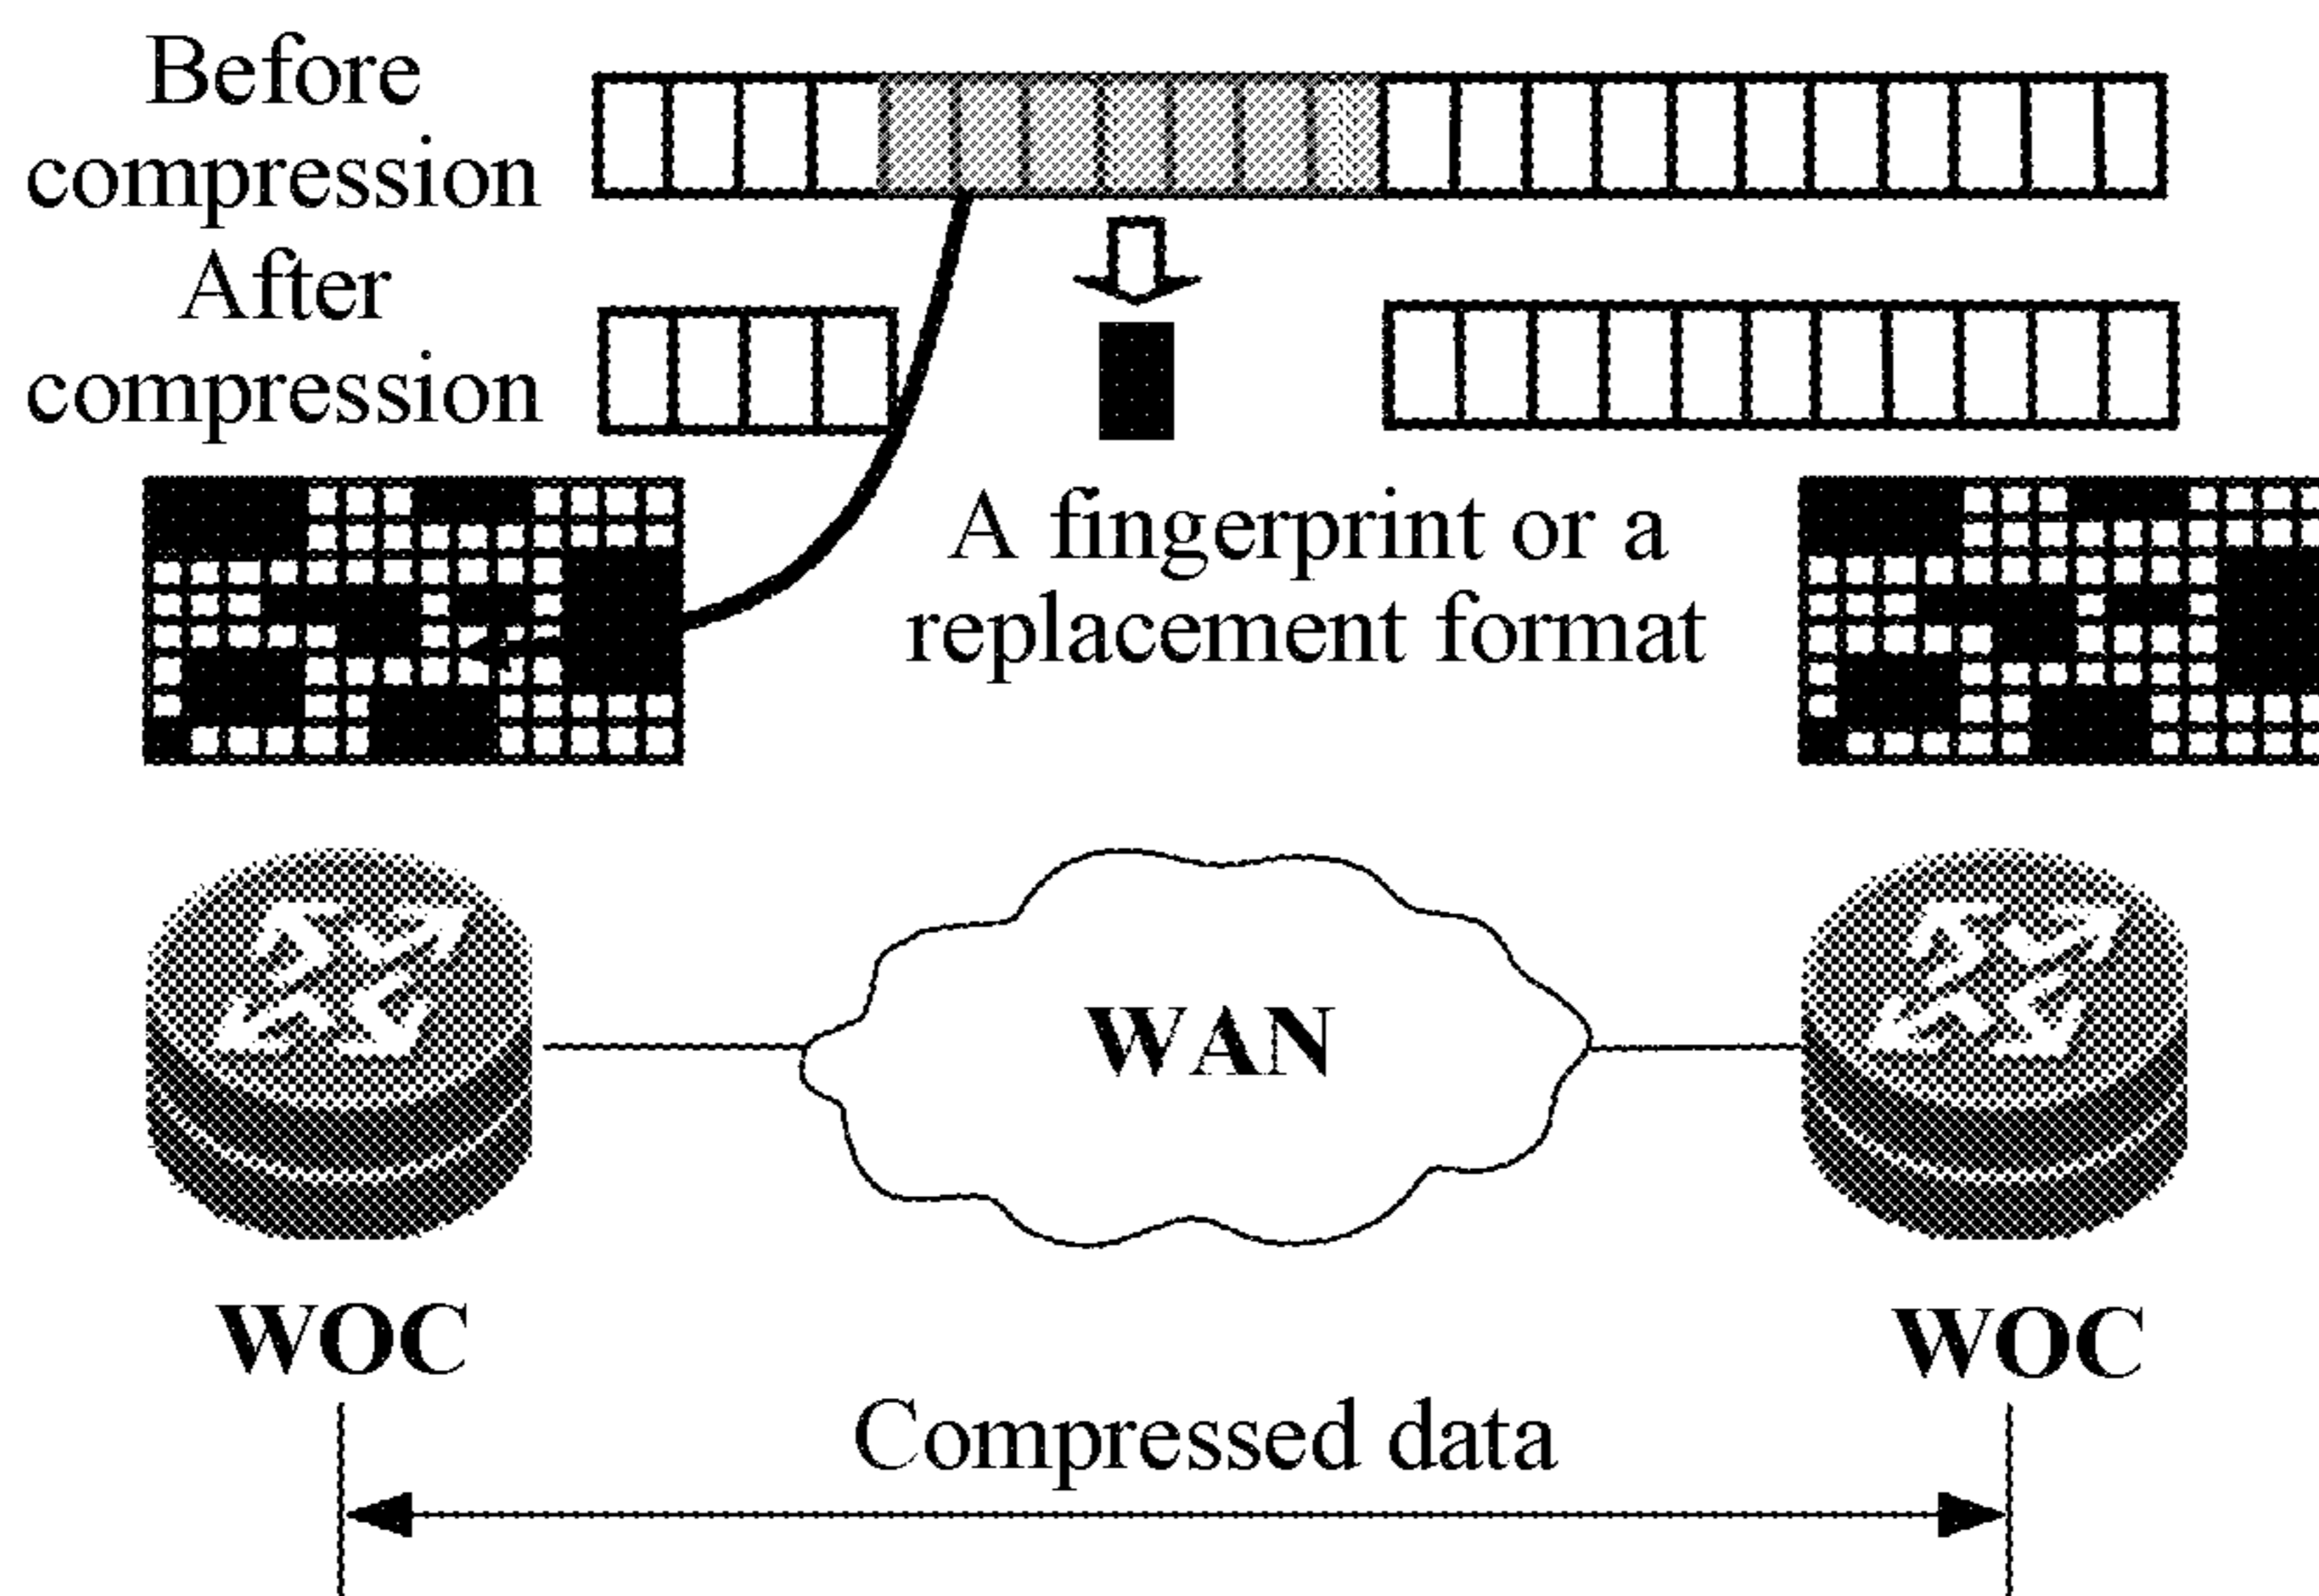 Before
compression
After
compression
A fingerprint or a
replacement format
WAN
WOC
WOC
Compressed data